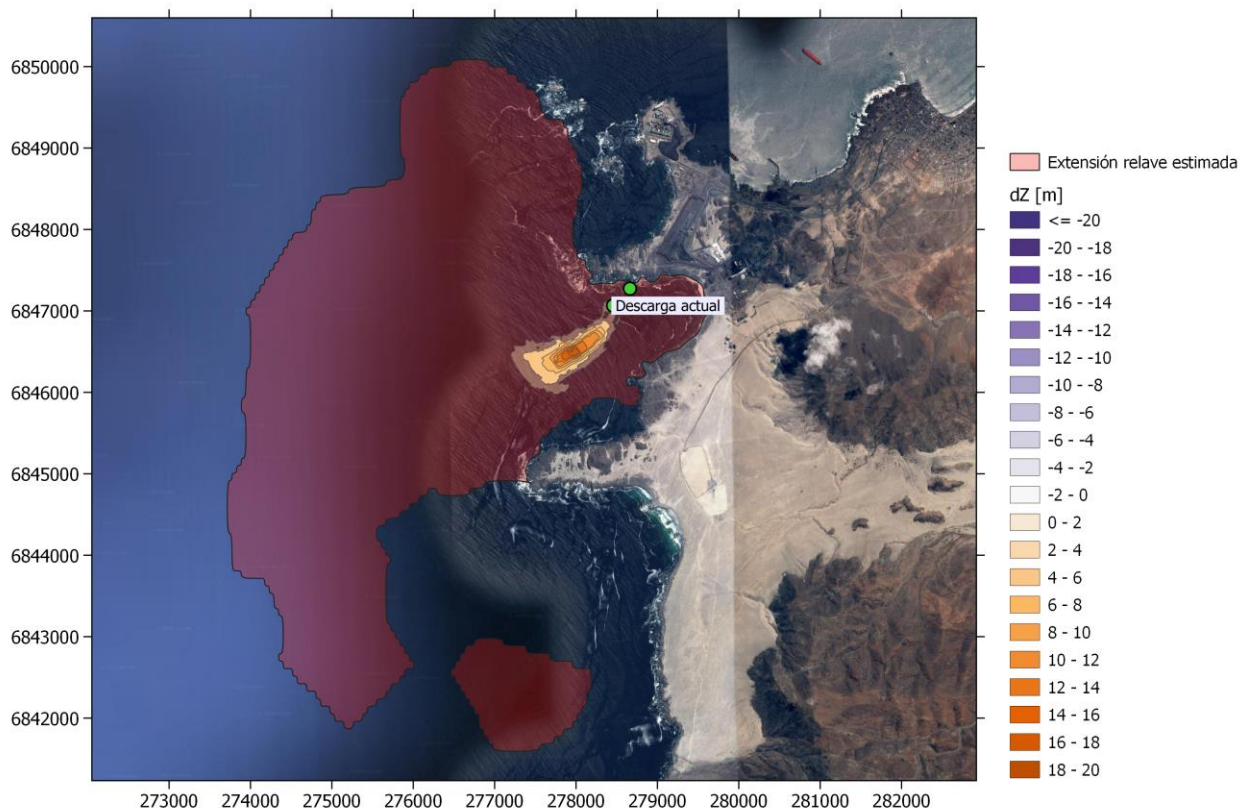 6850000
6849000
6848000
6847000
6846000
6845000
6844000
6843000
6842000
Descarga actual
273000 274000 275000 276000 277000 278000 279000 280000 281000 282000
Extensión relave estimada
dZ [m]
<= -20
-20 - -18
-18 - -16
-16 - -14
-14 - -12
-12 - -10
-10 - -8
-8 - -6
-6 - -4
-4 - -2
-2 - 0
0 - 2
2 - 4
4 - 6
6 - 8
8 - 10
10 - 12
12 - 14
14 - 16
16 - 18
18 - 20